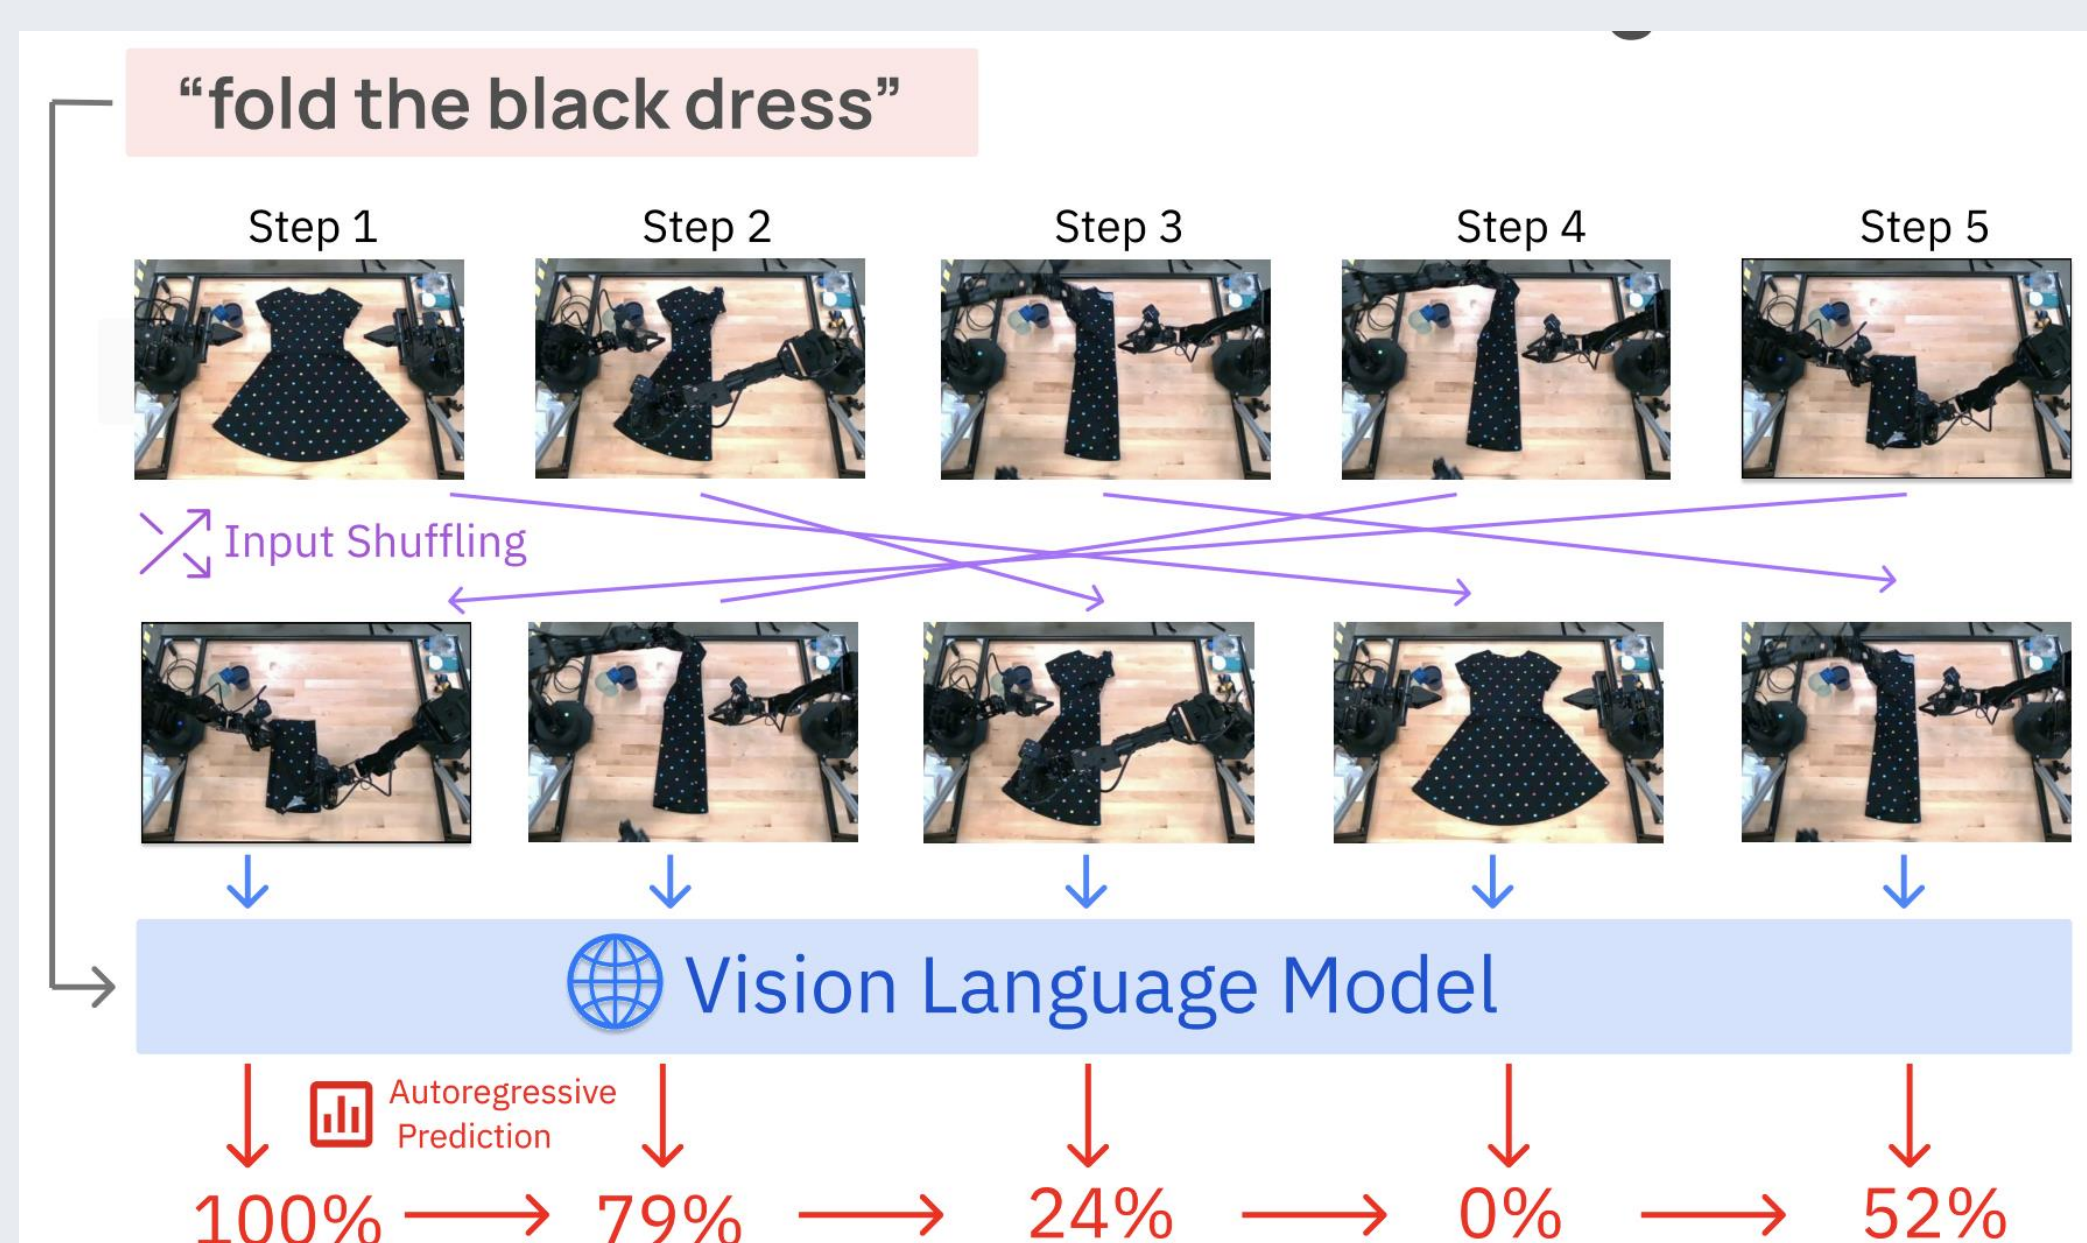 “fold the black dress”
Step 1 Step 2 Step 3 Step 4 Step 5
Input Shuffling
Vision Language Model
Autoregressive
Prediction
100% 79% 24% 0% 52%